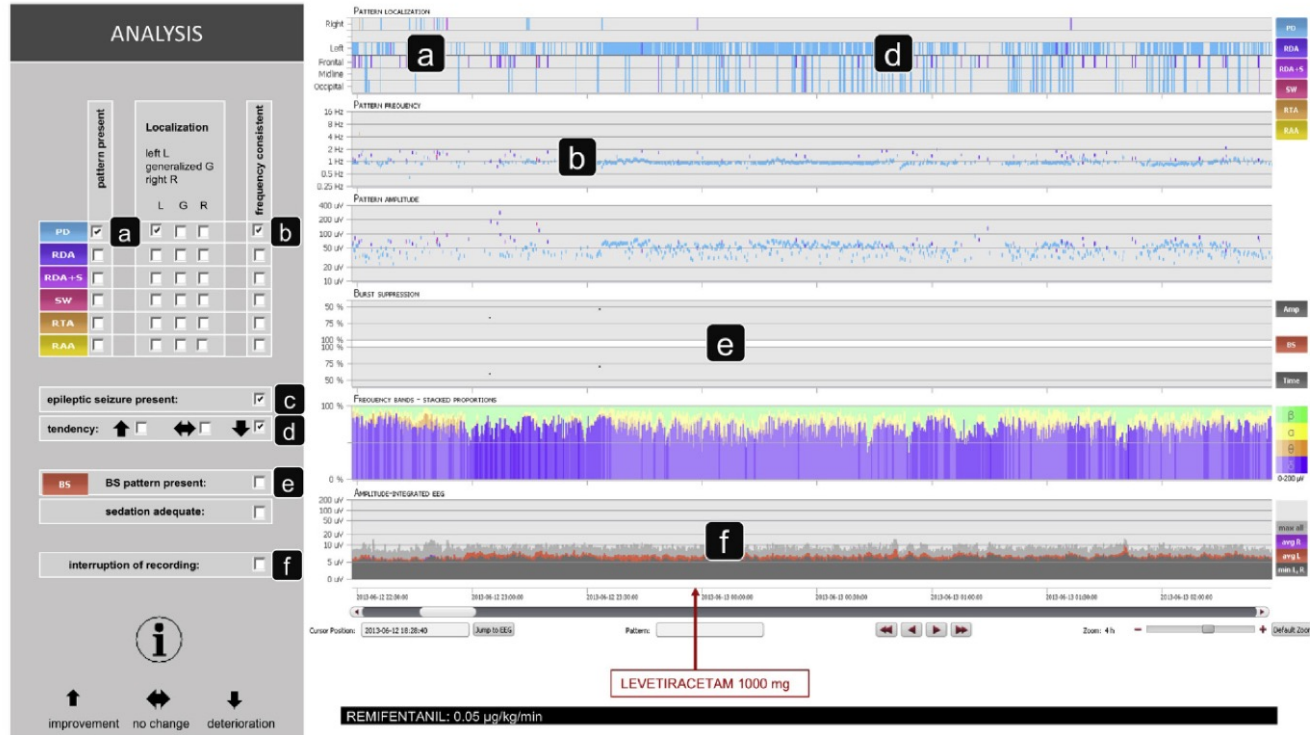 ANALYSIS
pattern present
Localization
left L
generalized G
right R
frequency consistent
L G R
PD a b
RDA
RDA+S
SW
RTA
RAA
epileptic seizure present: c
tendency: d
BS BS pattern present: e
sedation adequate:
interruption of recording: f
i
improvement no change deterioration
PATTERN LOCALIZATION
Right
Left
Frontal
Midline
Occipital
a d
PD
RDA
RDA+S
SW
RTA
RAA
PATTERN FREQUENCY
16 Hz
8 Hz
4 Hz
2 Hz
1 Hz
0.5 Hz
0.25 Hz
b
PATTERN AMPLITUDE
400 uV
200 uV
100 uV
50 uV
20 uV
10 uV
BURST SUPPRESSION
50 %
75 %
100 %
100 %
75 %
50 %
e
Amp
BS
Time
FREQUENCY BANDS - STACKED PROPORTIONS
100 %
0 %
β
α
0-200 µV
AMPLITUDE-INTEGRATED EEG
200 uV
100 uV
50 uV
20 uV
10 uV
5 uV
0 uV
f
max all
avg R
avg L
min L, R
2013-06-12 22:00:00 2013-06-12 23:00:00 2013-06-12 23:30:00 2013-06-13 00:00:00 2013-06-13 00:30:00 2013-06-13 01:00:00 2013-06-13 01:30:00 2013-06-13 02:00:00
Cursor Position: 2013-06-12 18:28:40 Jump to EEG Pattern: Zoom: 4 h - + Default Zoom
LEVETIRACETAM 1000 mg
REMIFENTANIL: 0.05 µg/kg/min